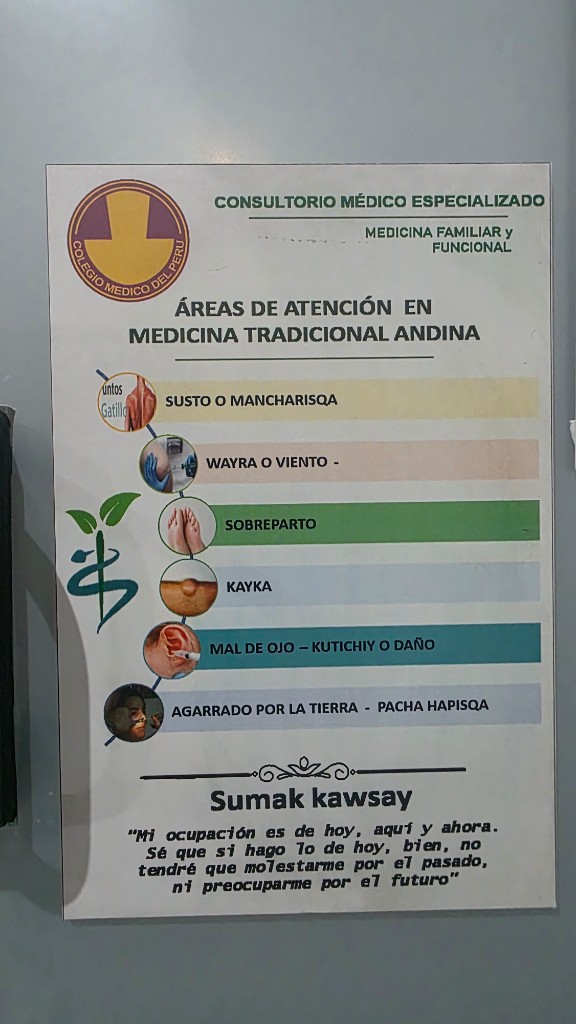 COLEGIO MEDICO DEL PERU
CONSULTORIO MÉDICO ESPECIALIZADO
MEDICINA FAMILIAR y
FUNCIONAL
ÁREAS DE ATENCIÓN EN
MEDICINA TRADICIONAL ANDINA
untos
Gatillo
SUSTO O MANCHARISQA
WAYRA O VIENTO -
SOBREPARTO
KAYKA
MAL DE OJO – KUTICHIY O DAÑO
AGARRADO POR LA TIERRA - PACHA HAPISQA
Sumak kawsay
“Mi ocupación es de hoy, aquí y ahora.
Sé que si hago lo de hoy, bien, no
tendré que molestarme por el pasado,
ni preocuparme por el futuro”